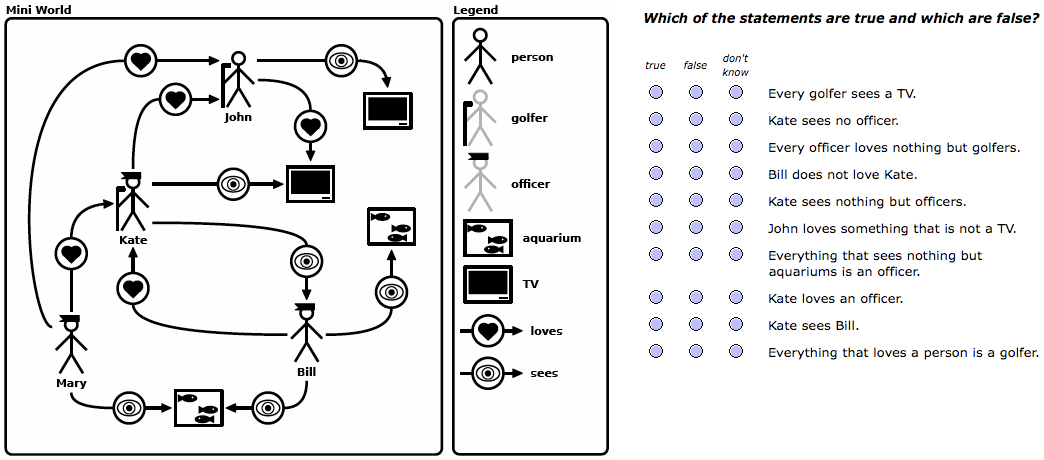 Mini World
John
Kate
Mary
Bill
Legend
person
golfer
officer
aquarium
TV
loves
sees
Which of the statements are true and which are false?
true false don't
know
Every golfer sees a TV.
Kate sees no officer.
Every officer loves nothing but golfers.
Bill does not love Kate.
Kate sees nothing but officers.
John loves something that is not a TV.
Everything that sees nothing but
aquariums is an officer.
Kate loves an officer.
Kate sees Bill.
Everything that loves a person is a golfer.